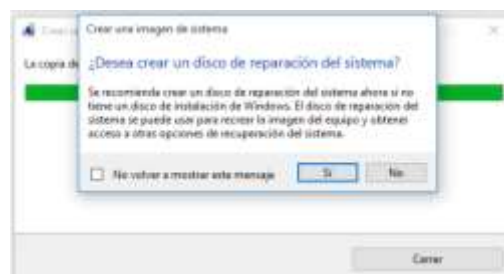 Crear una imagen de sistema
¿Desea crear un disco de reparación del sistema?
La copia de
Se recomienda crear un disco de reparación del sistema ahora si no
tiene un disco de instalación de Windows. El disco de reparación del
sistema se puede usar para recrear la imagen del equipo y obtener
acceso a otras opciones de recuperación del sistema.
No volver a mostrar este mensaje
Sí
No
Cerrar